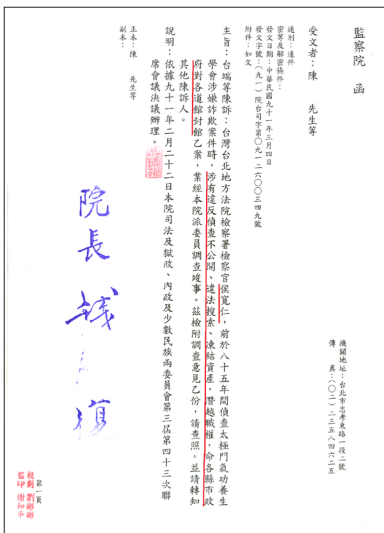 監察院 函
受文者：陳 先生等
速別：速件
密等及解密條件：
發文日期：中華民國九十一年三月四日
發文字號：（九一）院台司字第〇九一二六〇〇三四九號
附件：如文
機關地址：台北市忠孝東路一段二號
傳 真：（〇二）二三五八四六二五
主旨：台端等陳訴：台灣台北地方法院檢察署檢察官侯寬仁，前於八十五年間偵查太極門氣功養生
學會涉嫌詐欺案件時，涉有違反偵查不公開、違法搜索、凍結資產，潛越職權，命各縣市政
府對各道館封館乙案，業經本院派委員調查竣事。茲檢附調查意見乙份，請查照。並請轉知
其他陳訴人。
說明：依據九十一年二月二十二日本院司法及獄政、內政及少數民族兩委員會第三屆第四十三次聯
席會議決議辦理。
正本：陳 先生等
副本：
院長 錢 復
第一頁
校對
監印 謝和平